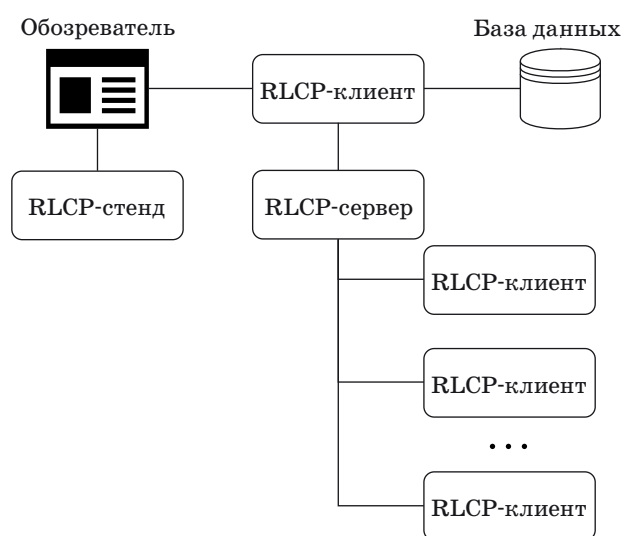 Обозреватель
База данных
RLCP-клиент
RLCP-стенд
RLCP-сервер
RLCP-клиент
RLCP-клиент
...
RLCP-клиент